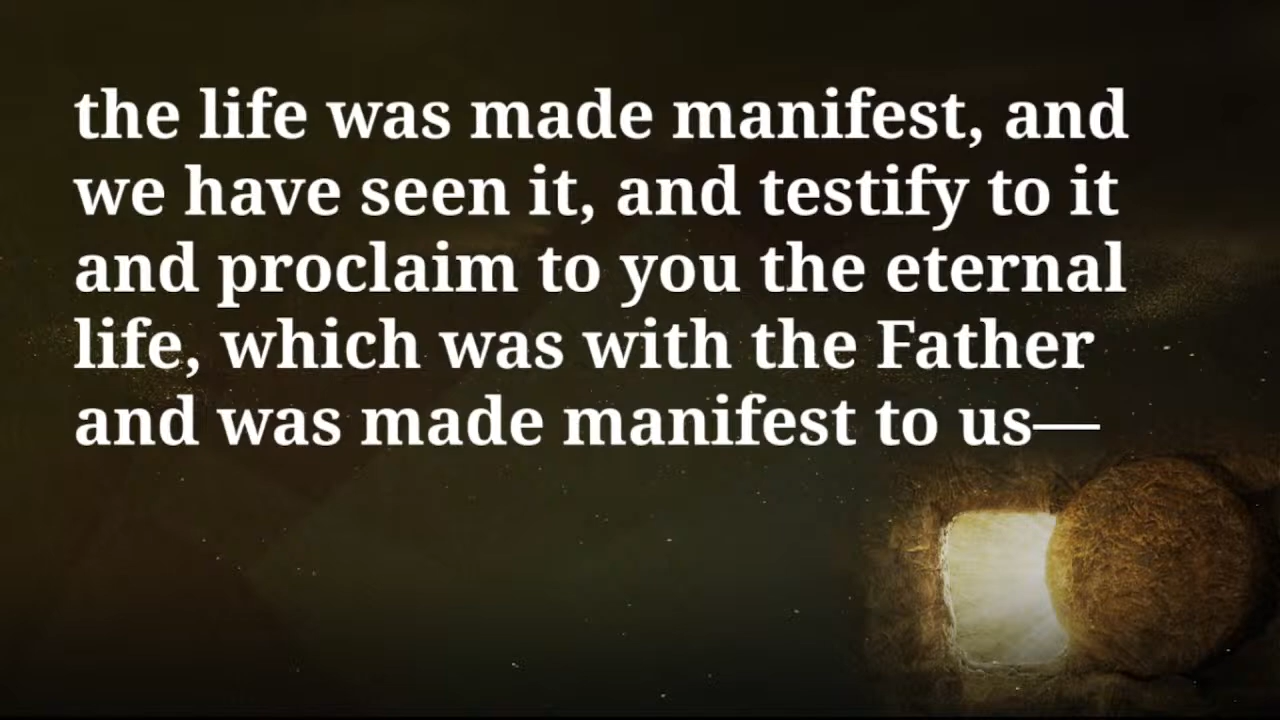 the life was made manifest, and
we have seen it, and testify to it
and proclaim to you the eternal
life, which was with the Father
and was made manifest to us—